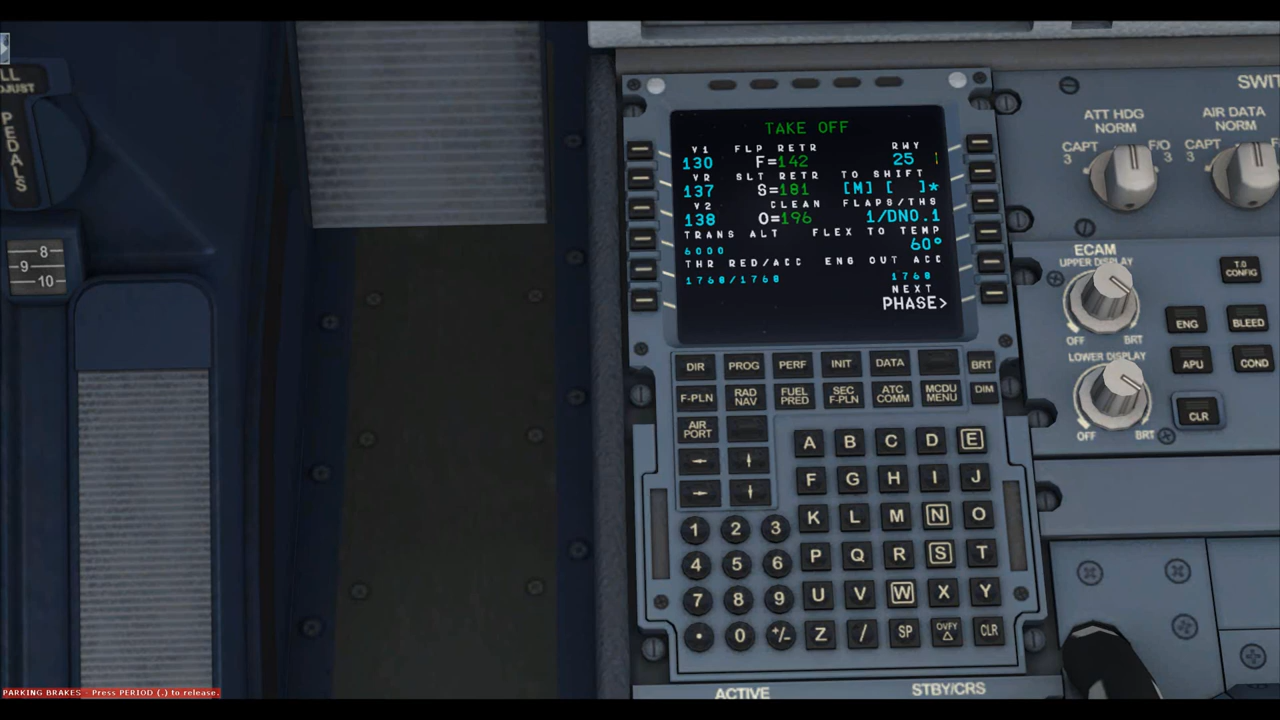 LL
ADJUST
PEDALS
8
9
10
TAKE OFF
V1 FLP RETR RWY
130 F=142 25
VR SLT RETR TO SHIFT
137 S=181 [M] [ ]*
V2 CLEAN FLAPS/THS
138 O=196 1/DN0.1
TRANS ALT FLEX TO TEMP
6000 60°
THR RED/ACC ENG OUT ACC
1760/1760 1760
NEXT
PHASE>
DIR PROG PERF INIT DATA BRT
F-PLN RAD NAV FUEL PRED SEC F-PLN ATC COMM MCDU MENU DIM
AIR PORT
A B C D E
F G H I J
K L M N O
1 2 3
P Q R S T
4 5 6
U V W X Y
7 8 9
Z / SP OVFY Δ CLR
. 0 +/-
ACTIVE STBY/CRS
SWIT
ATT HDG AIR DATA
NORM NORM
CAPT 3 F/O 3 CAPT 3
ECAM
UPPER DISPLAY
OFF BRT
T.O CONFIG
ENG BLEED
LOWER DISPLAY
APU COND
OFF BRT
CLR
PARKING BRAKES - Press PERIOD (.) to release.